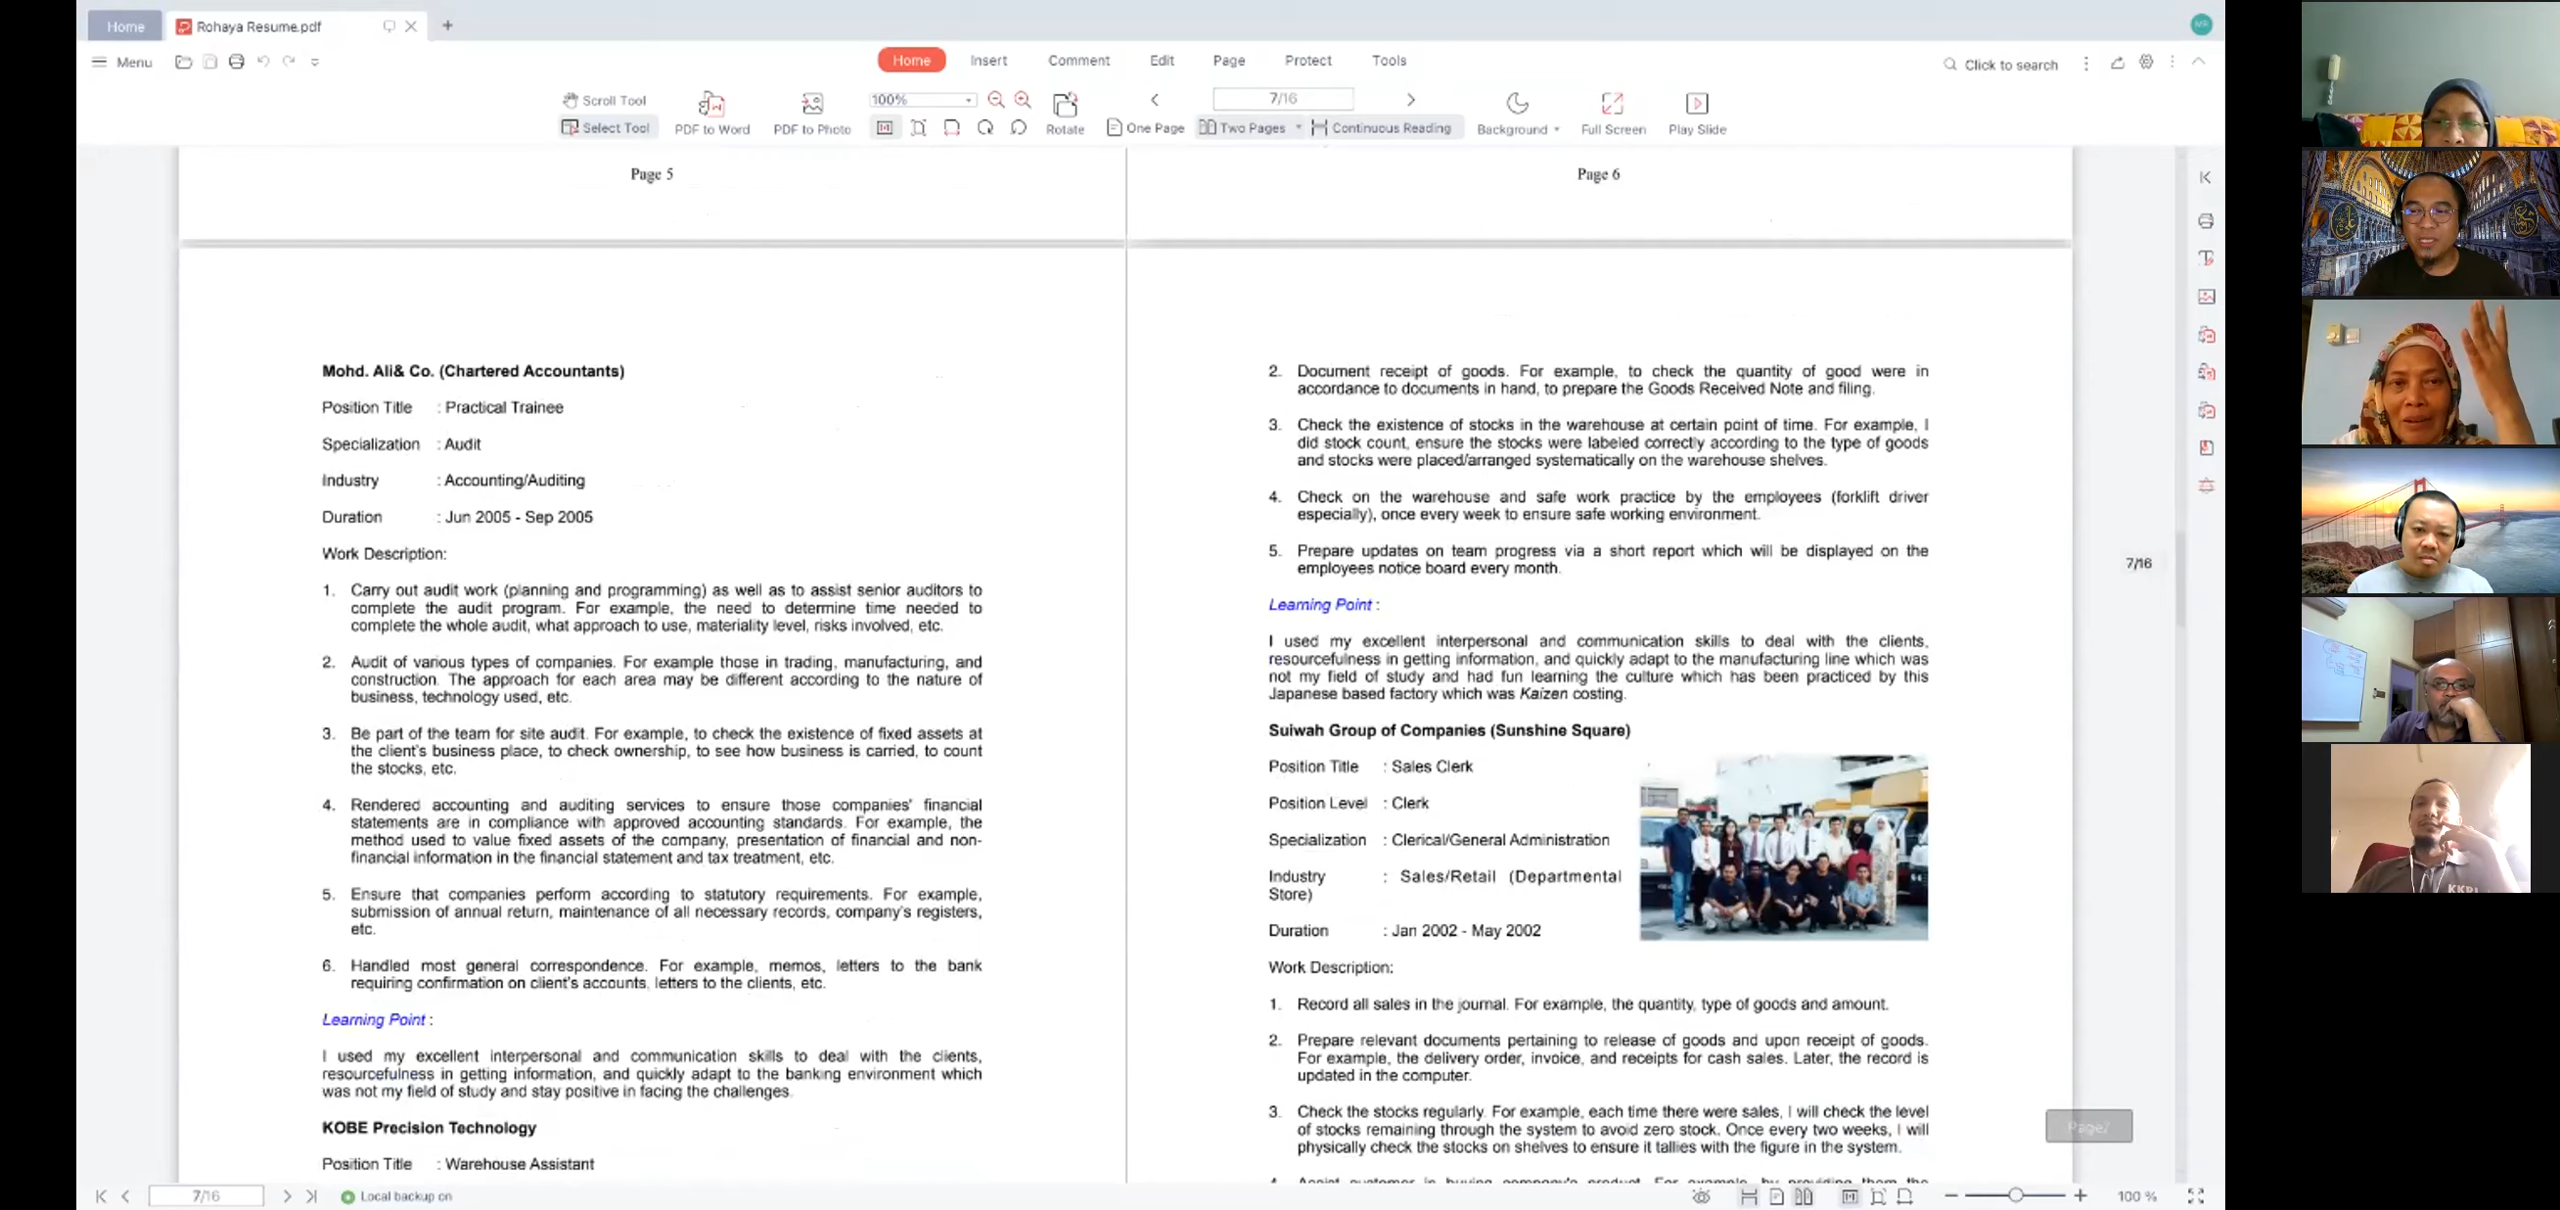 Home
Rohaya Resume.pdf
MR
Menu
Home
Insert
Comment
Edit
Page
Protect
Tools
Click to search
Scroll Tool
Select Tool
PDF to Word
PDF to Photo
100%
Rotate
7/16
One Page
Two Pages
Continuous Reading
Background
Full Screen
Play Slide
Page 5
Mohd. Ali& Co. (Chartered Accountants)
Position Title : Practical Trainee
Specialization : Audit
Industry : Accounting/Auditing
Duration : Jun 2005 - Sep 2005
Work Description:
1. Carry out audit work (planning and programming) as well as to assist senior auditors to
complete the audit program. For example, the need to determine time needed to
complete the whole audit, what approach to use, materiality level, risks involved, etc.
2. Audit of various types of companies. For example those in trading, manufacturing, and
construction. The approach for each area may be different according to the nature of
business, technology used, etc.
3. Be part of the team for site audit. For example, to check the existence of fixed assets at
the client's business place, to check ownership, to see how business is carried, to count
the stocks, etc.
4. Rendered accounting and auditing services to ensure those companies' financial
statements are in compliance with approved accounting standards. For example, the
method used to value fixed assets of the company, presentation of financial and non-
financial information in the financial statement and tax treatment, etc.
5. Ensure that companies perform according to statutory requirements. For example,
submission of annual return, maintenance of all necessary records, company's registers,
etc.
6. Handled most general correspondence. For example, memos, letters to the bank
requiring confirmation on client's accounts, letters to the clients, etc.
Learning Point :
I used my excellent interpersonal and communication skills to deal with the clients,
resourcefulness in getting information, and quickly adapt to the banking environment which
was not my field of study and stay positive in facing the challenges.
KOBE Precision Technology
Position Title : Warehouse Assistant
Page 6
2. Document receipt of goods. For example, to check the quantity of good were in
accordance to documents in hand, to prepare the Goods Received Note and filing.
3. Check the existence of stocks in the warehouse at certain point of time. For example, I
did stock count, ensure the stocks were labeled correctly according to the type of goods
and stocks were placed/arranged systematically on the warehouse shelves.
4. Check on the warehouse and safe work practice by the employees (forklift driver
especially), once every week to ensure safe working environment.
5. Prepare updates on team progress via a short report which will be displayed on the
employees notice board every month.
Learning Point :
I used my excellent interpersonal and communication skills to deal with the clients,
resourcefulness in getting information, and quickly adapt to the manufacturing line which was
not my field of study and had fun learning the culture which has been practiced by this
Japanese based factory which was Kaizen costing.
Suiwah Group of Companies (Sunshine Square)
Position Title : Sales Clerk
Position Level : Clerk
Specialization : Clerical/General Administration
Industry : Sales/Retail (Departmental
Store)
Duration : Jan 2002 - May 2002
Work Description:
1. Record all sales in the journal. For example, the quantity, type of goods and amount.
2. Prepare relevant documents pertaining to release of goods and upon receipt of goods.
For example, the delivery order, invoice, and receipts for cash sales. Later, the record is
updated in the computer.
3. Check the stocks regularly. For example, each time there were sales, I will check the level
of stocks remaining through the system to avoid zero stock. Once every two weeks, I will
physically check the stocks on shelves to ensure it tallies with the figure in the system.
7/16
Page7
7/16
Local backup on
100 %